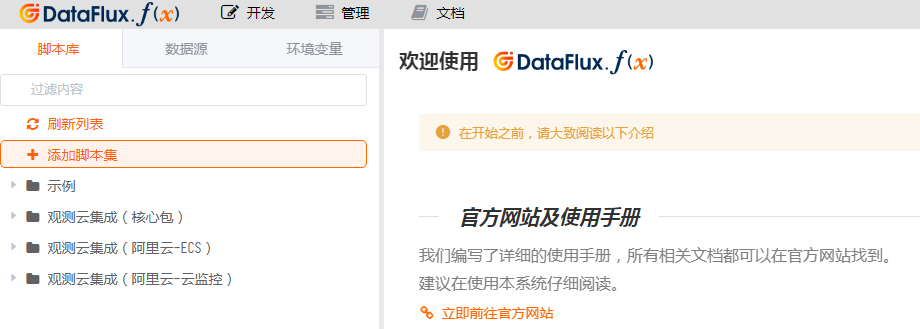 DataFlux.f(x) 开发 管理 文档
脚本库 数据源 环境变量
过滤内容
刷新列表
添加脚本集
示例
观测云集成（核心包）
观测云集成（阿里云-ECS）
观测云集成（阿里云-云监控）
欢迎使用 DataFlux.f(x)
在开始之前，请大致阅读以下介绍
官方网站及使用手册
我们编写了详细的使用手册，所有相关文档都可以在官方网站找到。
建议在使用本系统仔细阅读。
立即前往官方网站